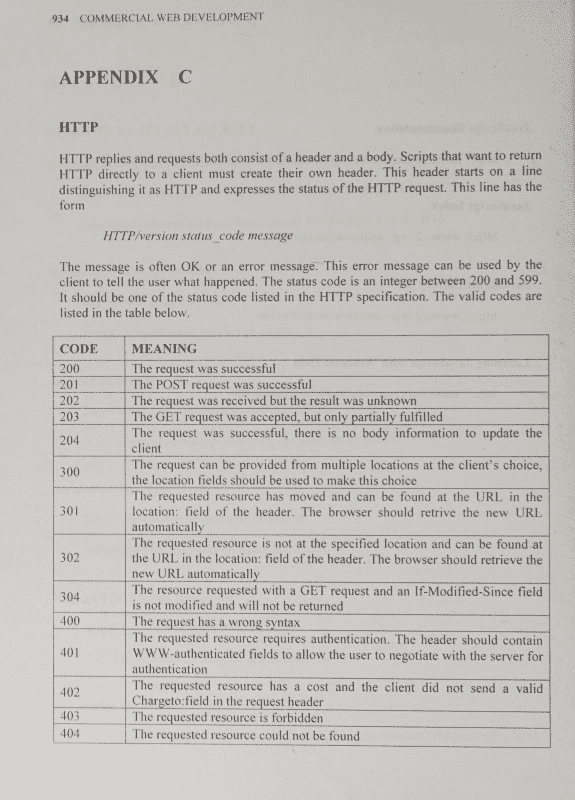 934 COMMERCIAL WEB DEVELOPMENT
APPENDIX C
HTTP
HTTP replies and requests both consist of a header and a body. Scripts that want to return
HTTP directly to a client must create their own header. This header starts on a line
distinguishing it as HTTP and expresses the status of the HTTP request. This line has the
form
HTTP/version status_code message
The message is often OK or an error message. This error message can be used by the
client to tell the user what happened. The status code is an integer between 200 and 599.
It should be one of the status code listed in the HTTP specification. The valid codes are
listed in the table below.
CODE MEANING
200 The request was successful
201 The POST request was successful
202 The request was received but the result was unknown
203 The GET request was accepted, but only partially fulfilled
204 The request was successful, there is no body information to update the
client
300 The request can be provided from multiple locations at the client's choice,
the location fields should be used to make this choice
301 The requested resource has moved and can be found at the URL in the
location: field of the header. The browser should retrive the new URL
automatically
302 The requested resource is not at the specified location and can be found at
the URL in the location: field of the header. The browser should retrieve the
new URL automatically
304 The resource requested with a GET request and an If-Modified-Since field
is not modified and will not be returned
400 The request has a wrong syntax
401 The requested resource requires authentication. The header should contain
WWW-authenticated fields to allow the user to negotiate with the server for
authentication
402 The requested resource has a cost and the client did not send a valid
Chargeto:field in the request header
403 The requested resource is forbidden
404 The requested resource could not be found